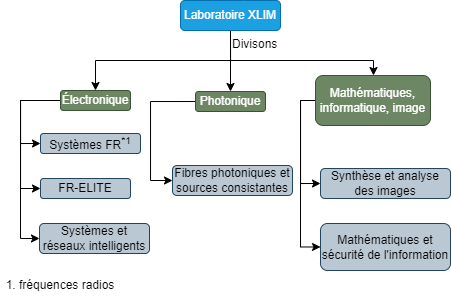 Laboratoire XLIM
Divisons
Électronique
Photonique
Mathématiques,
informatique, image
Systèmes FR*1
FR-ELITE
Systèmes et
réseaux intelligents
Fibres photoniques et
sources consistantes
Synthèse et analyse
des images
Mathématiques et
sécurité de l'information
1. fréquences radios